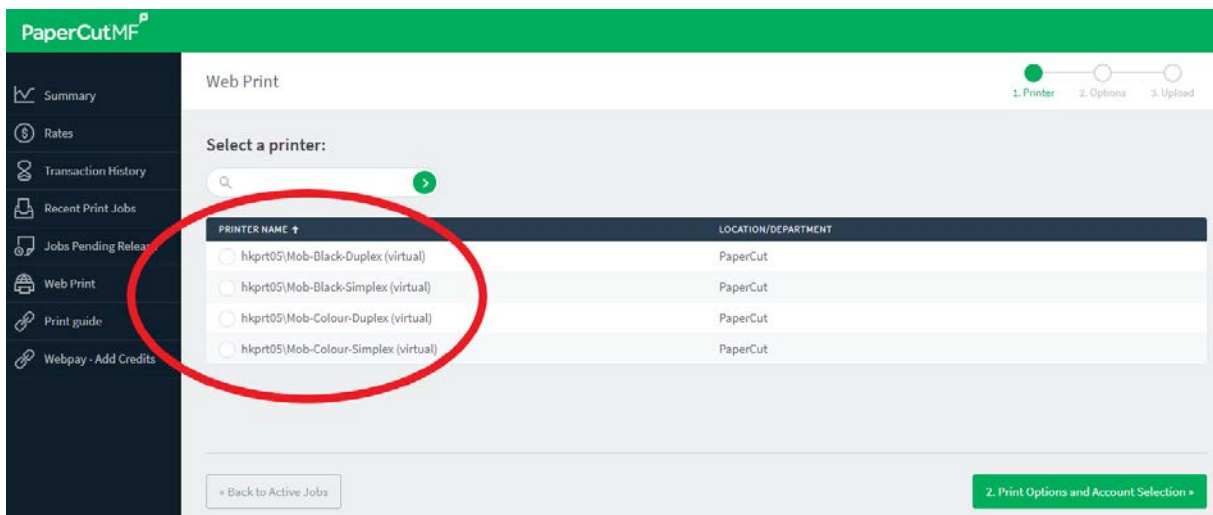 PaperCutMF
Summary
Rates
Transaction History
Recent Print Jobs
Jobs Pending Release
Web Print
Print guide
Webpay - Add Credits
Web Print
1. Printer 2. Options 3. Upload
Select a printer:
PRINTER NAME ↑ LOCATION/DEPARTMENT
hkprt05\Mob-Black-Duplex (virtual) PaperCut
hkprt05\Mob-Black-Simplex (virtual) PaperCut
hkprt05\Mob-Colour-Duplex (virtual) PaperCut
hkprt05\Mob-Colour-Simplex (virtual) PaperCut
« Back to Active Jobs
2. Print Options and Account Selection »